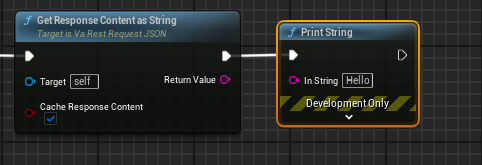 Get Response Content as String
Target is Va Rest Request JSON
Target self
Return Value
Cache Response Content
Print String
In String Hello
Development Only